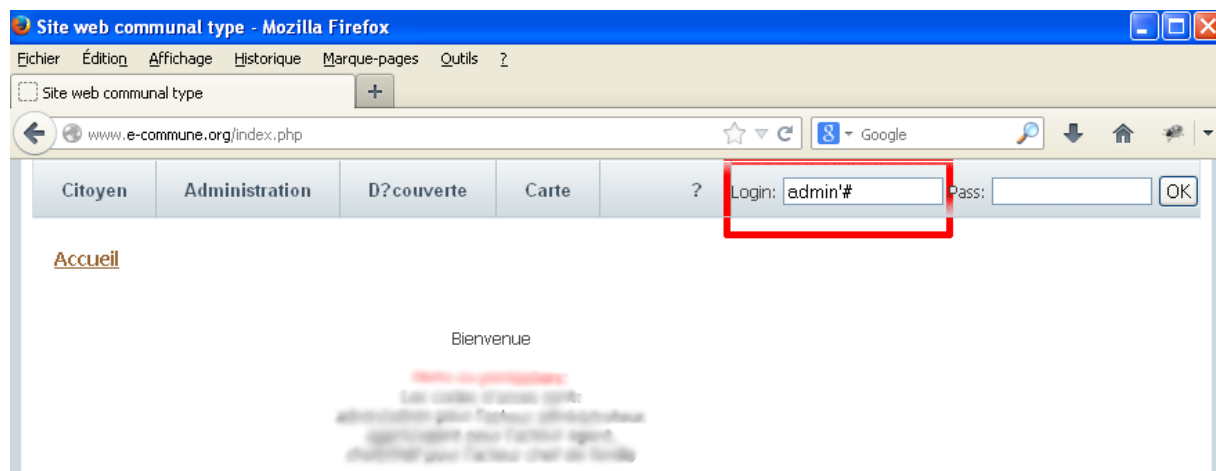 Site web communal type - Mozilla Firefox
Fichier Édition Affichage Historique Marque-pages Outils ?
Site web communal type +
www.e-commune.org/index.php 8 Google
Citoyen Administration D?couverte Carte ? Login: admin'# Pass: OK
Accueil
Bienvenue